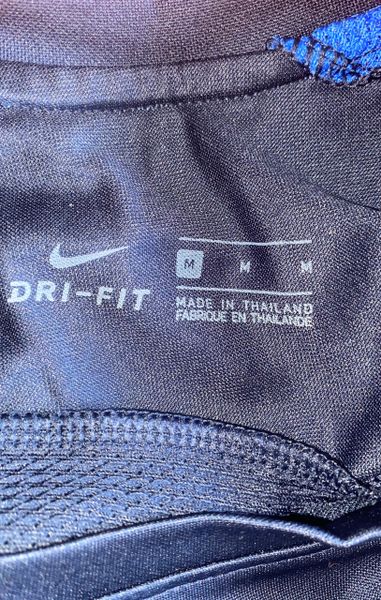 DRI-FIT
M M M
MADE IN THAILAND
FABRIQUE EN THAILANDE